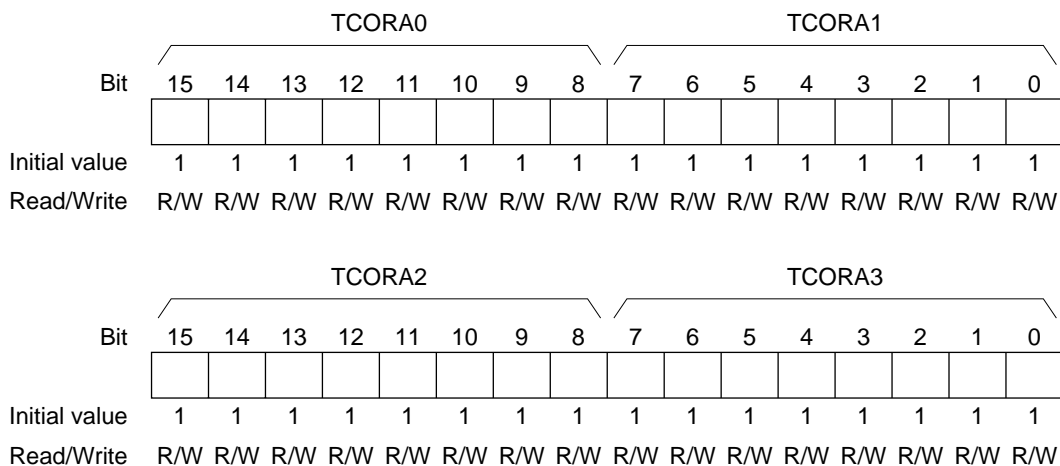 TCORA0 TCORA1
Bit 15 14 13 12 11 10 9 8 7 6 5 4 3 2 1 0
Initial value 1 1 1 1 1 1 1 1 1 1 1 1 1 1 1 1
Read/Write R/W R/W R/W R/W R/W R/W R/W R/W R/W R/W R/W R/W R/W R/W R/W R/W
TCORA2 TCORA3
Bit 15 14 13 12 11 10 9 8 7 6 5 4 3 2 1 0
Initial value 1 1 1 1 1 1 1 1 1 1 1 1 1 1 1 1
Read/Write R/W R/W R/W R/W R/W R/W R/W R/W R/W R/W R/W R/W R/W R/W R/W R/W